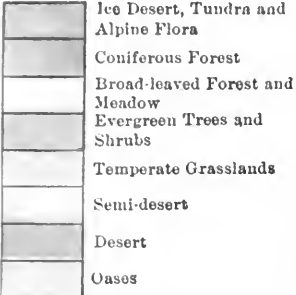 Ice Desert, Tundra and
Alpine Flora
Coniferous Forest
Broad-leaved Forest and
Meadow
Evergreen Trees and
Shrubs
Temperate Grasslands
Semi-desert
Desert
Oases